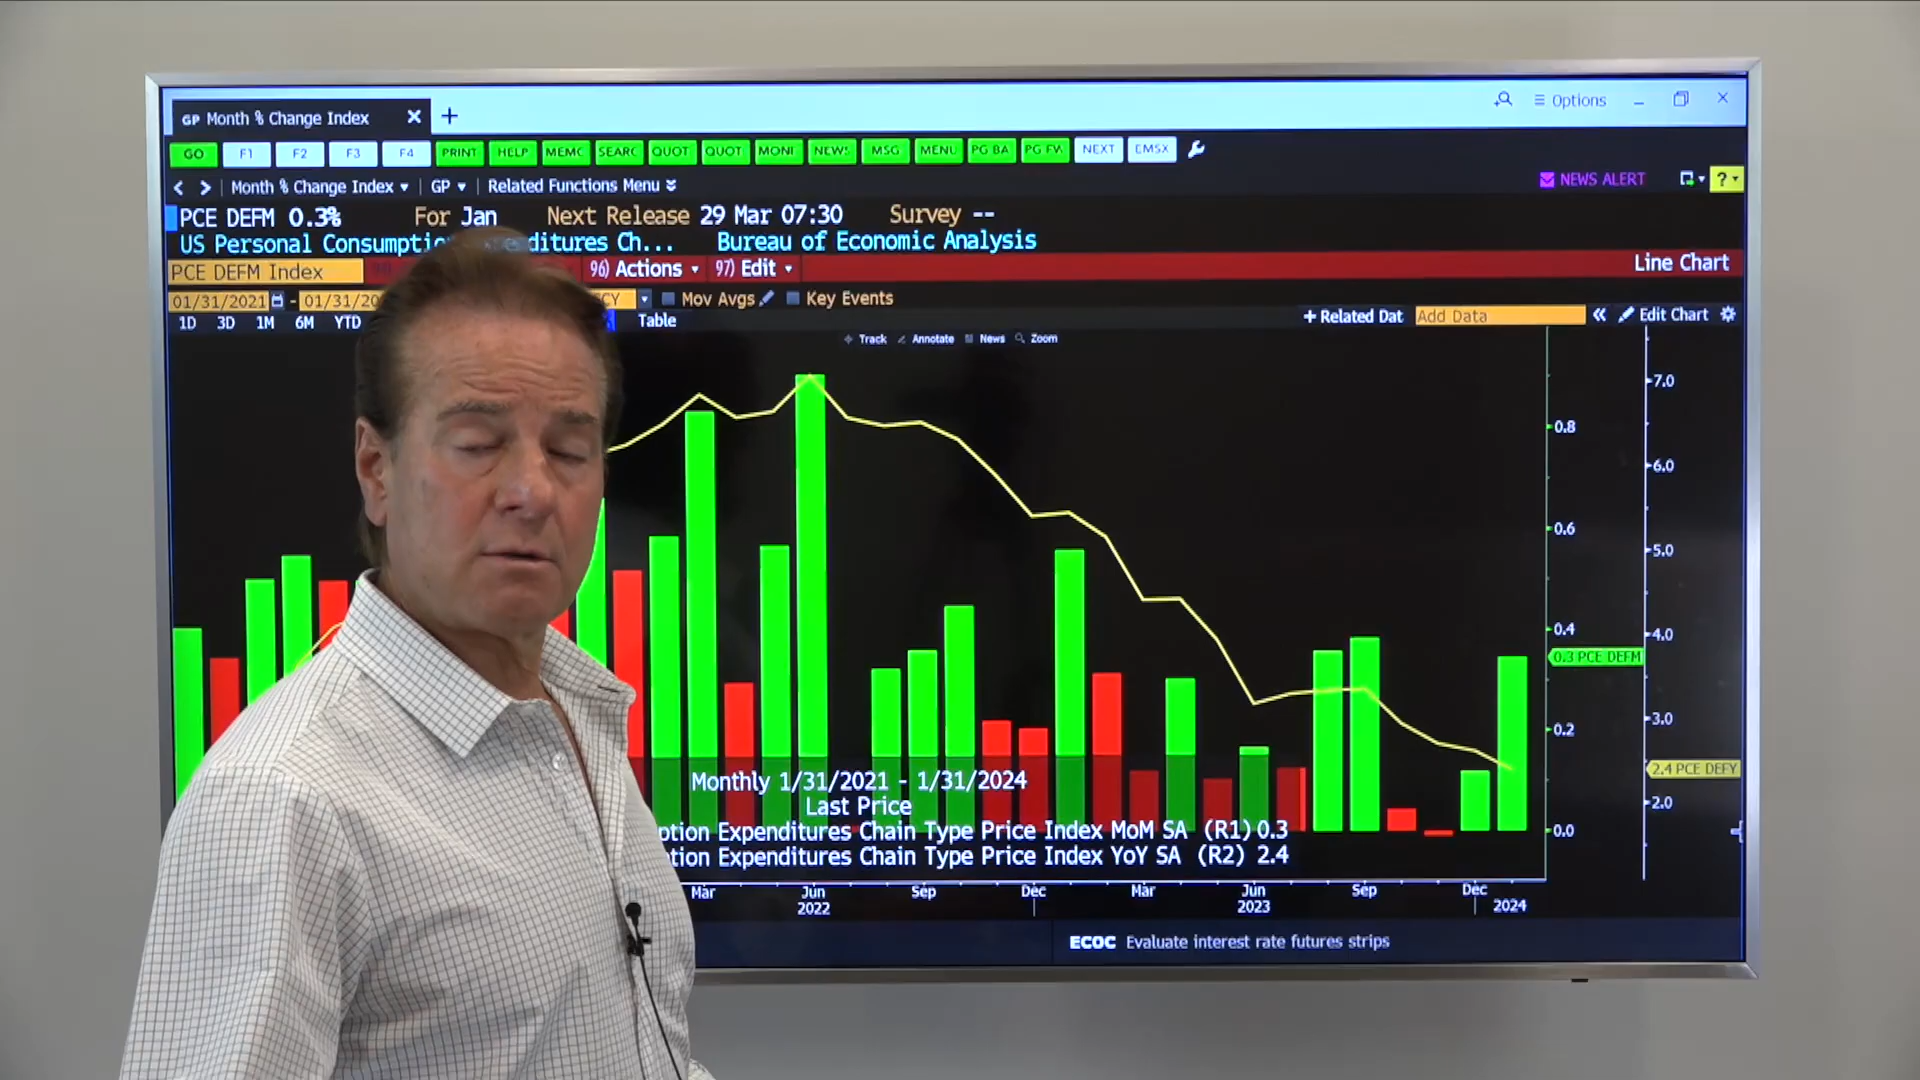 GP Month % Change Index
Options
GO F1 F2 F3 F4 PRINT HELP MEMC SEARC QUOT QUOT MONI NEWS MSG MENU PG BA PG FW NEXT EMSX
Month % Change Index GP Related Functions Menu
NEWS ALERT
?
PCE DEFM 0.3% For Jan Next Release 29 Mar 07:30 Survey --
US Personal Consumptio ditures Ch... Bureau of Economic Analysis
PCE DEFM Index 96) Actions 97) Edit Line Chart
01/31/2021 - 01/31/20 CY Mov Avgs Key Events
1D 3D 1M 6M YTD Table + Related Dat Add Data « Edit Chart
Track Annotate News Zoom
7.0
0.8
6.0
0.6
5.0
0.4
4.0
0.3 PCE DEFM
3.0
0.2
2.4 PCE DEFY
Monthly 1/31/2021 - 1/31/2024
2.0
Last Price
ption Expenditures Chain Type Price Index MoM SA (R1) 0.3
0.0
tion Expenditures Chain Type Price Index YoY SA (R2) 2.4
Mar Jun Sep Dec Mar Jun Sep Dec
2022 2023 2024
ECOC Evaluate interest rate futures strips